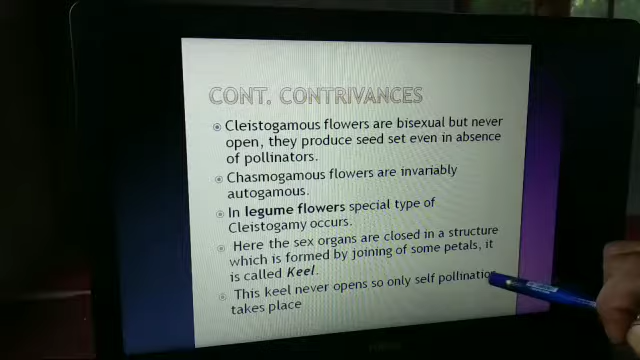 CONT. CONTRIVANCES
Cleistogamous flowers are bisexual but never
open, they produce seed set even in absence
of pollinators.
Chasmogamous flowers are invariably
autogamous.
In legume flowers special type of
Cleistogamy occurs.
Here the sex organs are closed in a structure
which is formed by joining of some petals, it
is called Keel.
This keel never opens so only self pollination
takes place